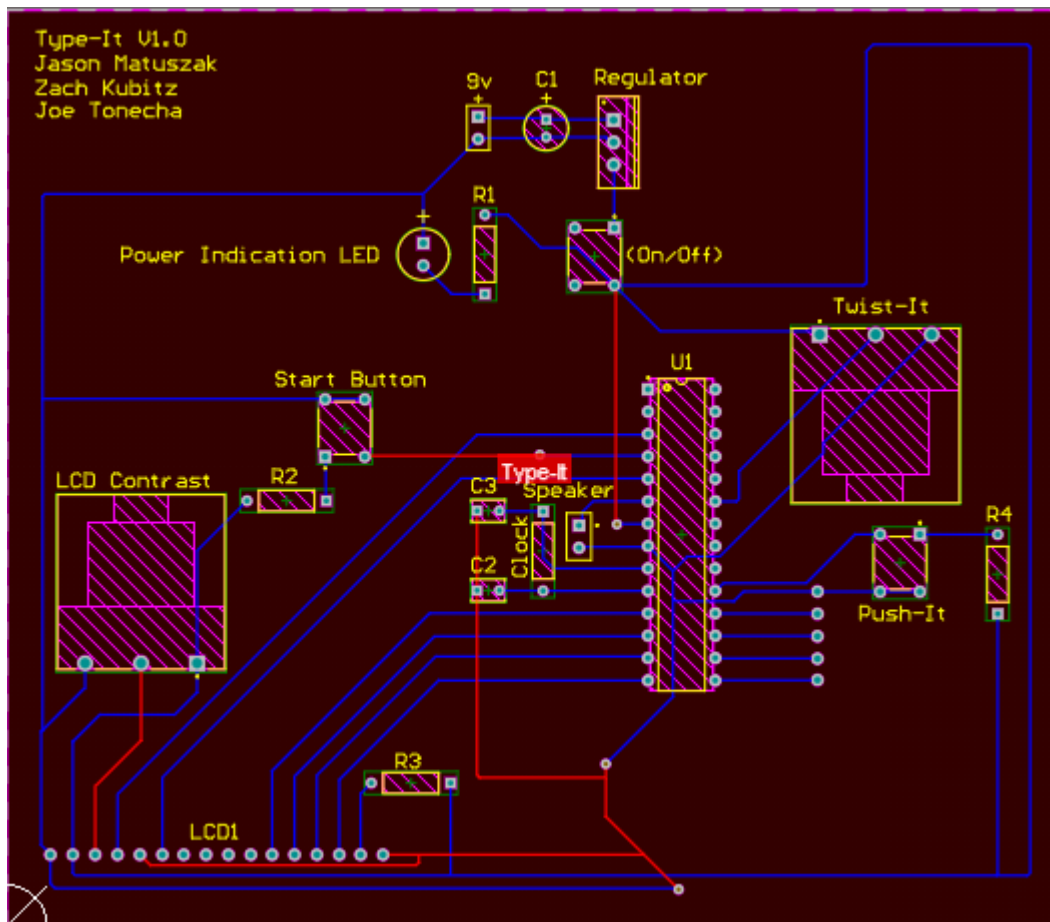 Type-It V1.0
Jason Matuszak
Zach Kubitz
Joe Tonecha
9v
+
C1
+
Regulator
R1
+
Power Indication LED
(On/Off)
Twist-It
U1
Start Button
Type-It
LCD Contrast
R2
C3
Speaker
Clock
R4
C2
Push-It
R3
LCD1